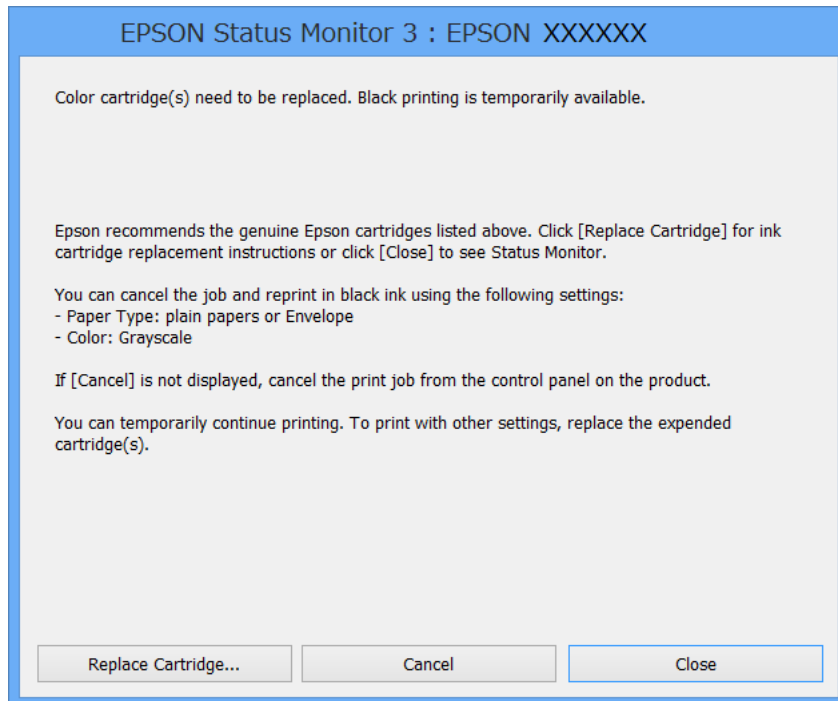 EPSON Status Monitor 3 : EPSON XXXXXX
Color cartridge(s) need to be replaced. Black printing is temporarily available.
Epson recommends the genuine Epson cartridges listed above. Click [Replace Cartridge] for ink
cartridge replacement instructions or click [Close] to see Status Monitor.
You can cancel the job and reprint in black ink using the following settings:
- Paper Type: plain papers or Envelope
- Color: Grayscale
If [Cancel] is not displayed, cancel the print job from the control panel on the product.
You can temporarily continue printing. To print with other settings, replace the expended
cartridge(s).
Replace Cartridge... Cancel Close